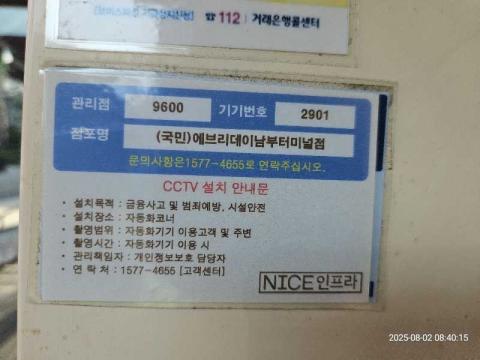 ☎ 112 | 거래은행콜센터
관리점 9600 기기번호 2901
점포명 (국민)에브리데이남부터미널점
문의사항은1577-4655로 연락주십시오.
CCTV 설치 안내문
• 설치목적 : 금융사고 및 범죄예방, 시설안전
• 설치장소 : 자동화코너
• 촬영범위 : 자동화기기 이용고객 및 주변
• 촬영시간 : 자동화기기 이용 시
• 관리책임자 : 개인정보보호 담당자
• 연 락 처 : 1577-4655 [고객센터]
NICE인프라
2025-08-02 08:40:15